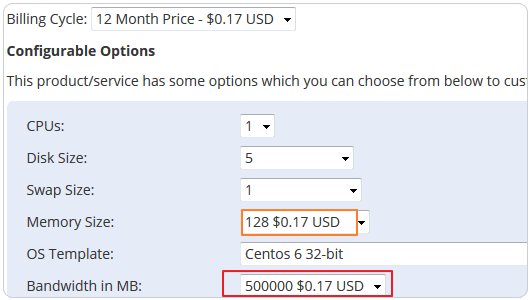 Billing Cycle: 12 Month Price - $0.17 USD
Configurable Options
This product/service has some options which you can choose from below to cus
CPUs: 1
Disk Size: 5
Swap Size: 1
Memory Size: 128 $0.17 USD
OS Template: Centos 6 32-bit
Bandwidth in MB: 500000 $0.17 USD